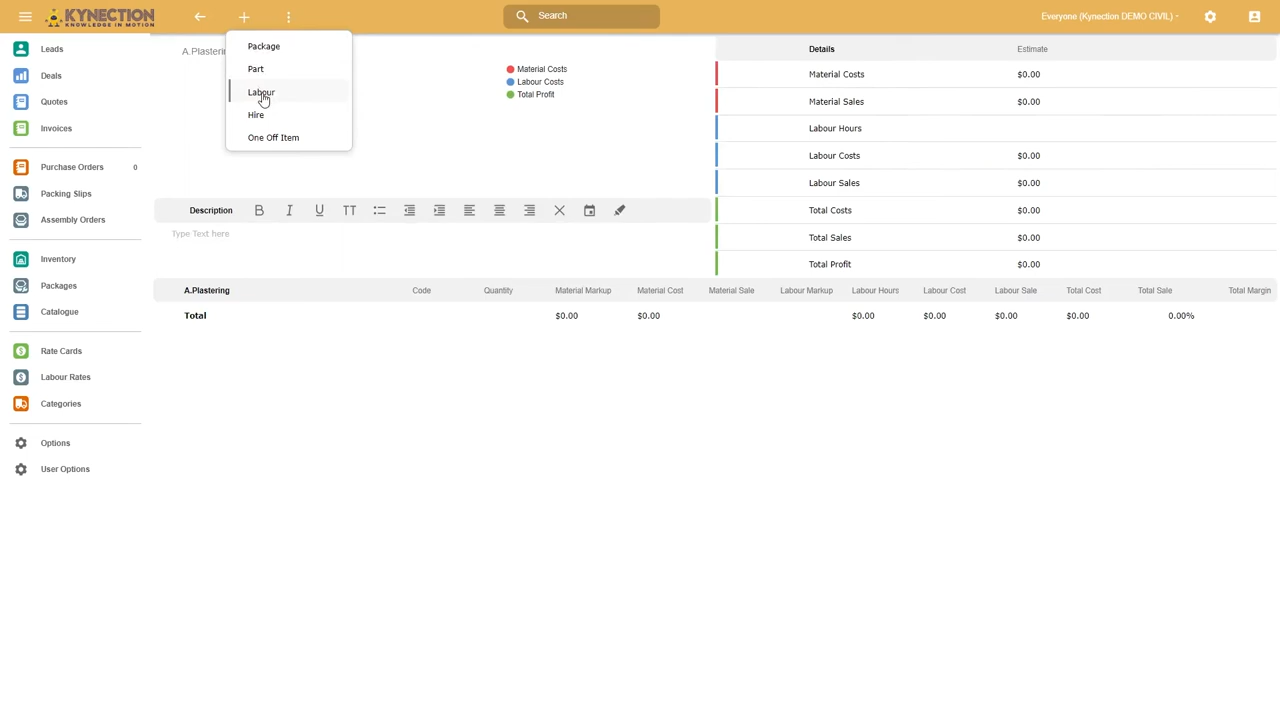 KYNECTION
KNOWLEDGE IN MOTION
Search
Everyone (Kynection DEMO CIVIL)
Leads
Deals
Quotes
Invoices
Purchase Orders 0
Packing Slips
Assembly Orders
Inventory
Packages
Catalogue
Rate Cards
Labour Rates
Categories
Options
User Options
A.Plasterin
Package
Part
Labour
Hire
One Off Item
Material Costs
Labour Costs
Total Profit
Details Estimate
Material Costs $0.00
Material Sales $0.00
Labour Hours
Labour Costs $0.00
Labour Sales $0.00
Total Costs $0.00
Total Sales $0.00
Total Profit $0.00
Description B I U TT
Type Text here
A.Plastering Code Quantity Material Markup Material Cost Material Sale Labour Markup Labour Hours Labour Cost Labour Sale Total Cost Total Sale Total Margin
Total $0.00 $0.00 $0.00 $0.00 $0.00 $0.00 0.00%